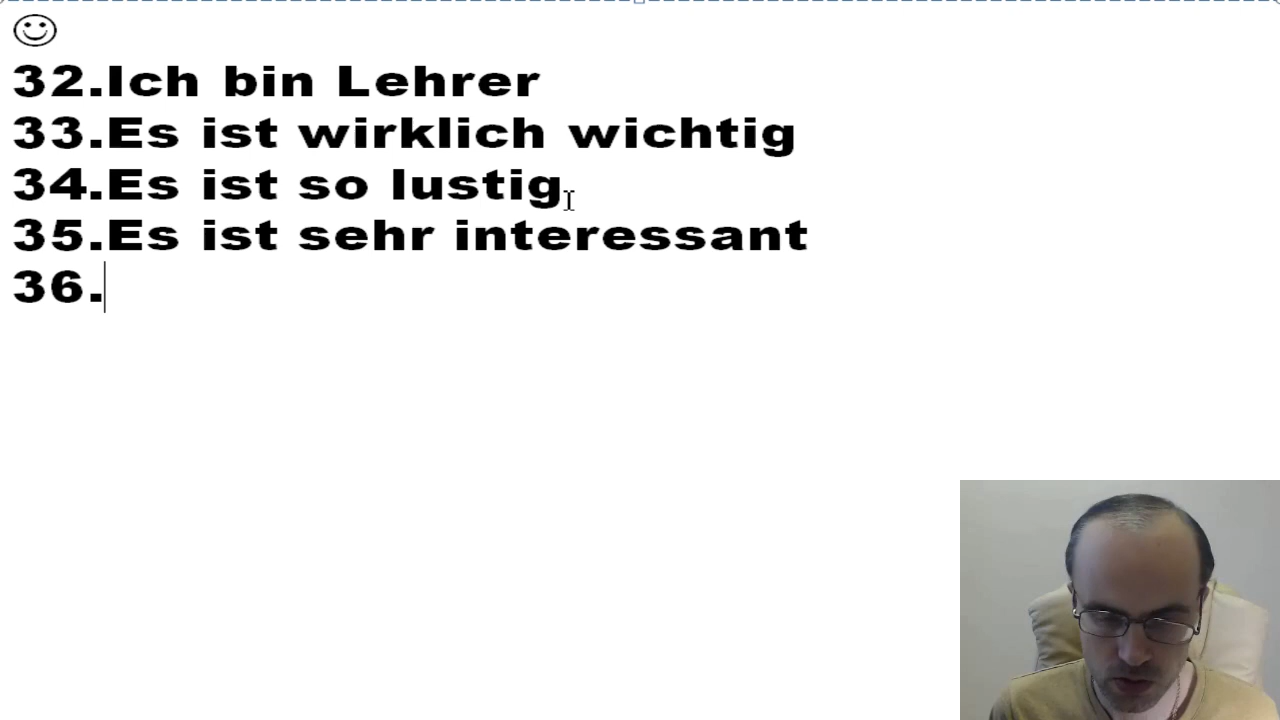 32.Ich bin Lehrer
33.Es ist wirklich wichtig
34.Es ist so lustig
35.Es ist sehr interessant
36.